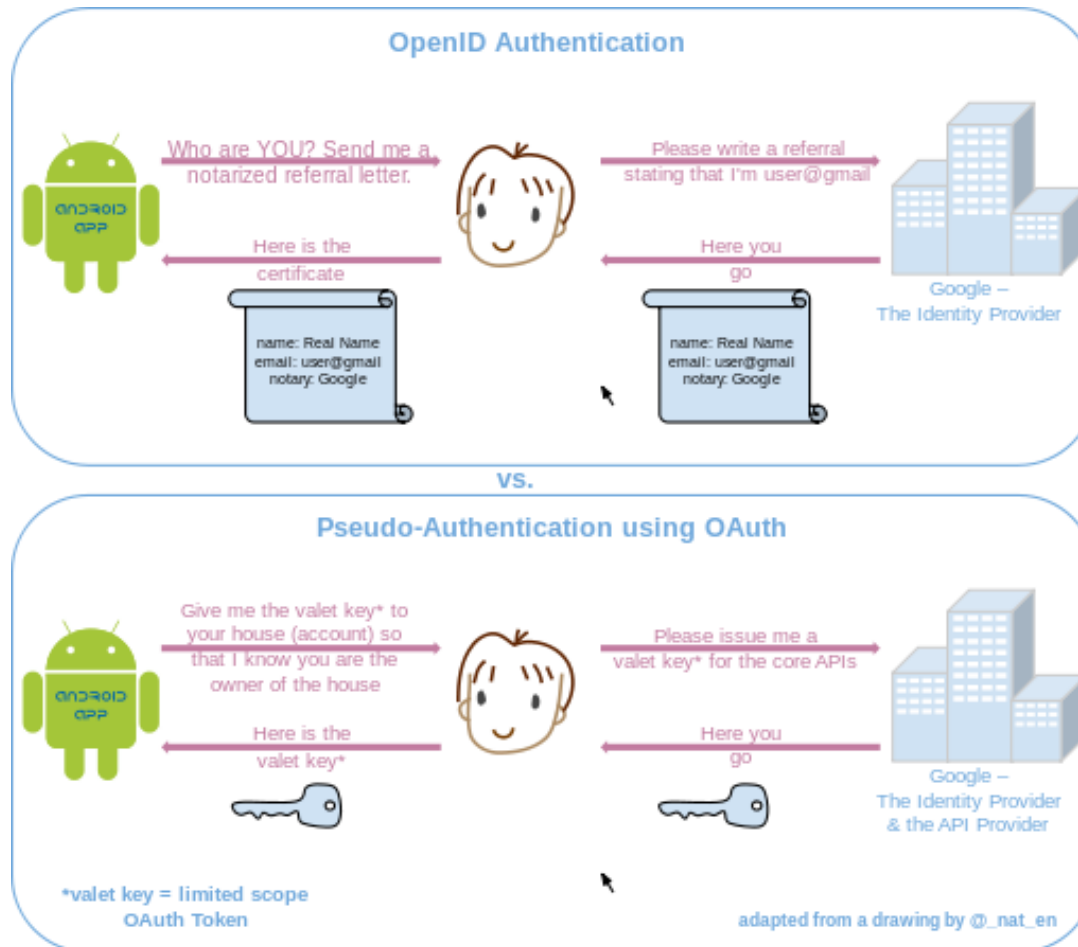 OpenID Authentication
Who are YOU? Send me a
notarized referral letter.
Please write a referral
stating that I'm user@gmail
ANDROID
APP
Here is the
certificate
Here you
go
Google –
The Identity Provider
name: Real Name
email: user@gmail
notary: Google
name: Real Name
email: user@gmail
notary: Google
vs.
Pseudo-Authentication using OAuth
Give me the valet key* to
your house (account) so
that I know you are the
owner of the house
Please issue me a
valet key* for the core APIs
ANDROID
APP
Here is the
valet key*
Here you
go
Google –
The Identity Provider
& the API Provider
*valet key = limited scope
OAuth Token
adapted from a drawing by @_nat_en